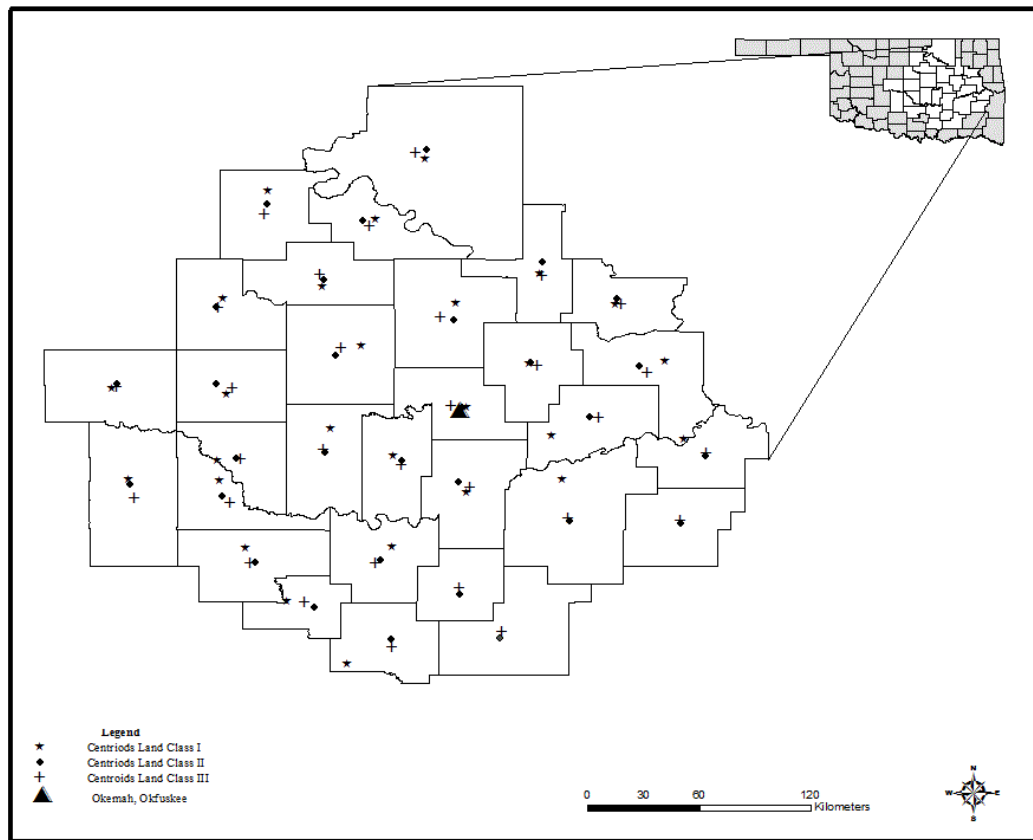 Legend
Centriods Land Class I
Centriods Land Class II
Centroids Land Class III
Okemah, Okfuskee
0 30 60 120
Kilometers
N
W E
S